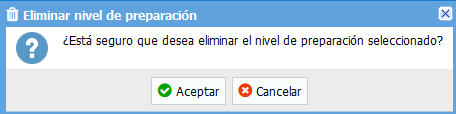 Eliminar nivel de preparación
¿Está seguro que desea eliminar el nivel de preparación seleccionado?
Aceptar
Cancelar